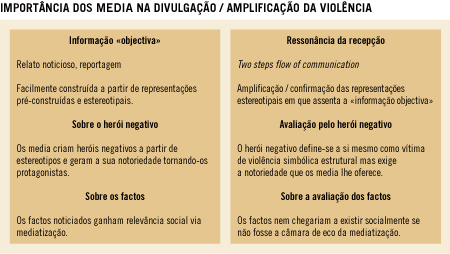 IMPORTÂNCIA DOS MEDIA NA DIVULGAÇÃO / AMPLIFICAÇÃO DA VIOLÊNCIA
Informação «objectiva»
Relato noticioso, reportagem
Facilmente construída a partir de representações
pré-construídas e estereotipais.
Sobre o herói negativo
Os media criam heróis negativos a partir de
estereotipos e geram a sua notoriedade tornando-os
protagonistas.
Sobre os factos
Os factos noticiados ganham relevância social via
mediatização.
Ressonância da recepção
Two steps flow of communication
Amplificação / confirmação das representações
estereotipais em que assenta a «informação objectiva»
Avaliação pelo herói negativo
O herói negativo define-se a si mesmo como vítima
de violência simbólica estrutural mas exige
a notoriedade que os media lhe oferece.
Sobre a avaliação dos factos
Os factos nem chegariam a existir socialmente se
não fosse a câmara de eco da mediatização.